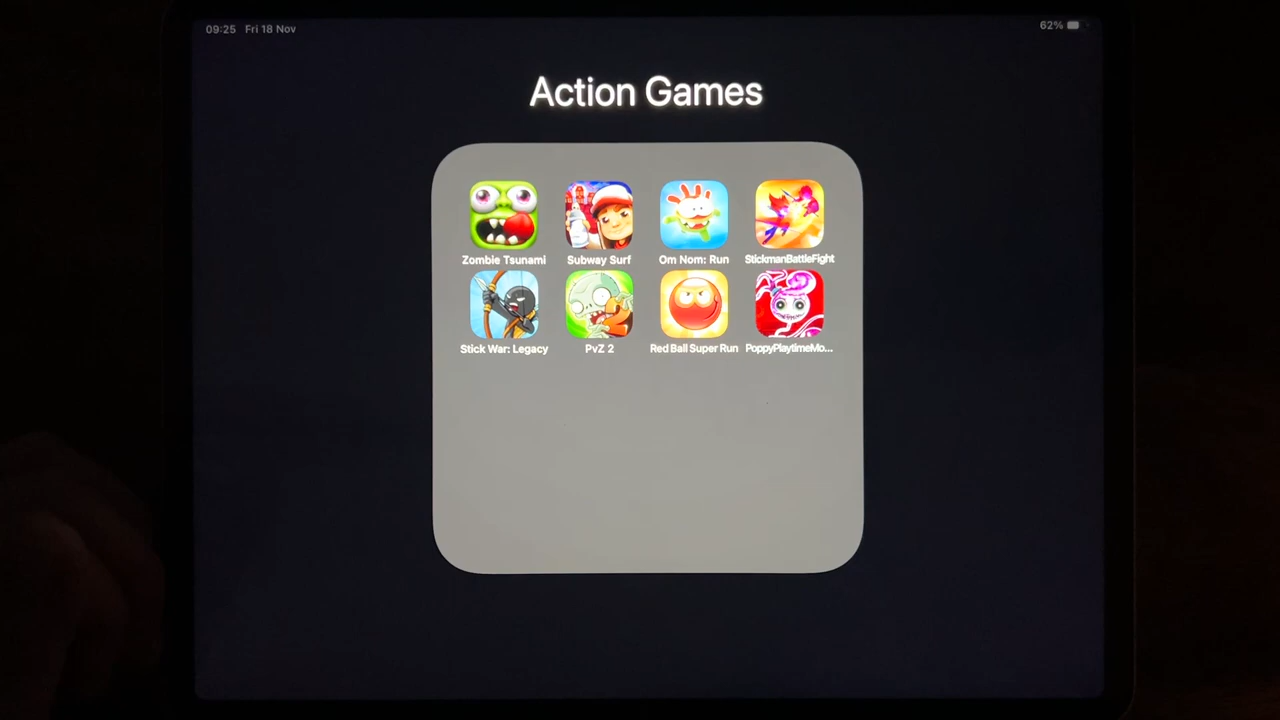 09:25 Fri 18 Nov
62%
Action Games
Zombie Tsunami
Subway Surf
Om Nom: Run
StickmanBattleFight
Stick War: Legacy
PvZ 2
Red Ball Super Run
PoppyPlaytimeMo...